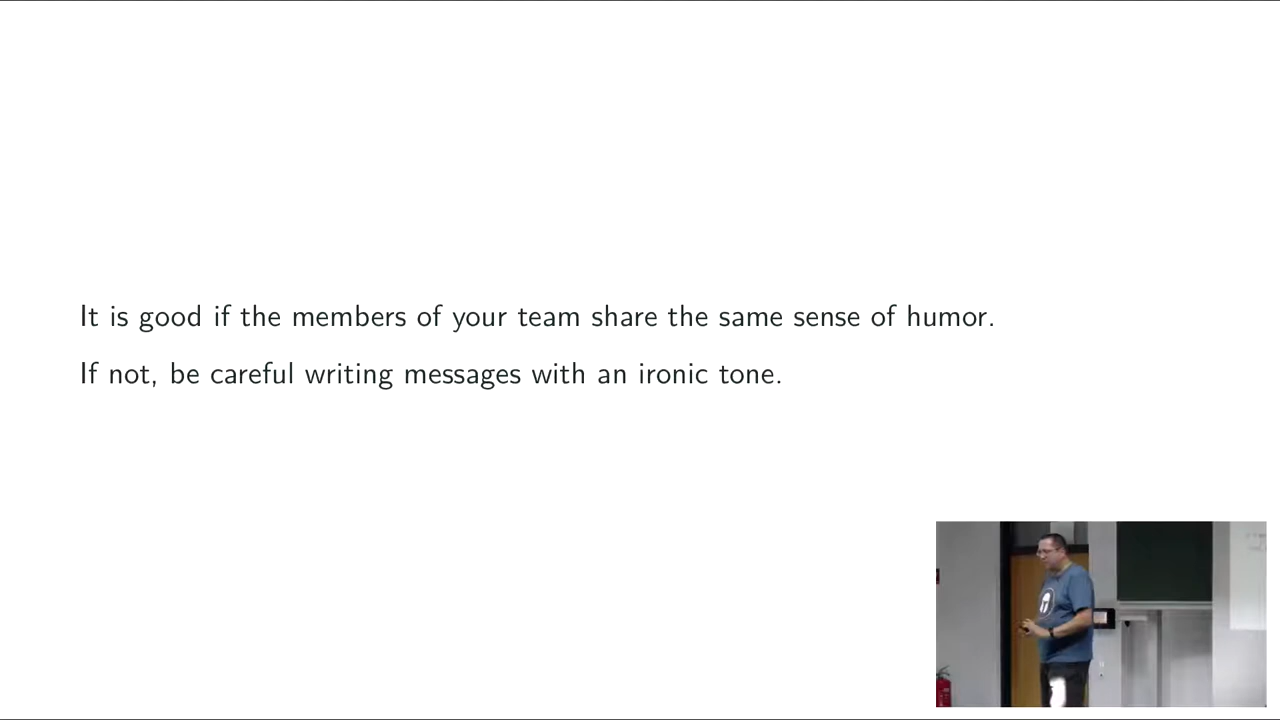 It is good if the members of your team share the same sense of humor.
If not, be careful writing messages with an ironic tone.